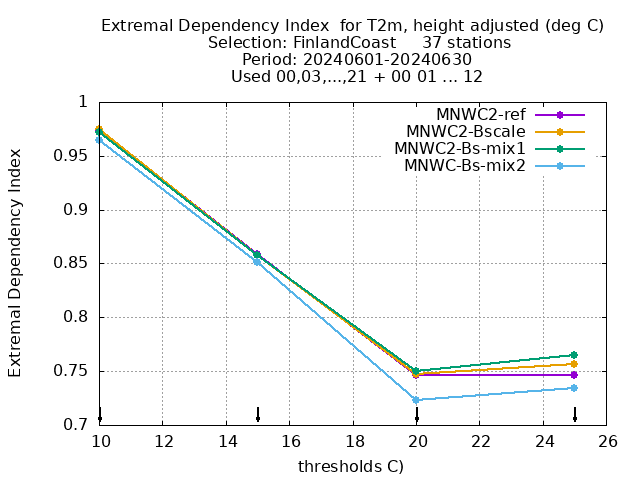 Extremal Dependency Index  for T2m, height adjusted (deg C)
Selection: FinlandCoast     37 stations
Period: 20240601-20240630
Used 00,03,...,21 + 00 01 ... 12
MNWC2-ref
MNWC2-Bscale
MNWC2-Bs-mix1
MNWC-Bs-mix2
Extremal Dependency Index
1
0.95
0.9
0.85
0.8
0.75
0.7
10 12 14 16 18 20 22 24 26
thresholds C)